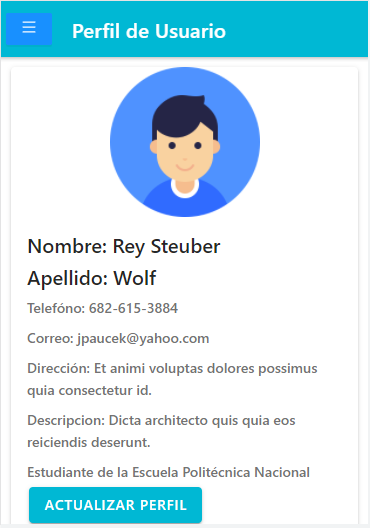 Perfil de Usuario
Nombre: Rey Steuber
Apellido: Wolf
Telefóno: 682-615-3884
Correo: jpaucek@yahoo.com
Dirección: Et animi voluptas dolores possimus
quia consectetur id.
Descripcion: Dicta architecto quis quia eos
reiciendis deserunt.
Estudiante de la Escuela Politécnica Nacional
ACTUALIZAR PERFIL